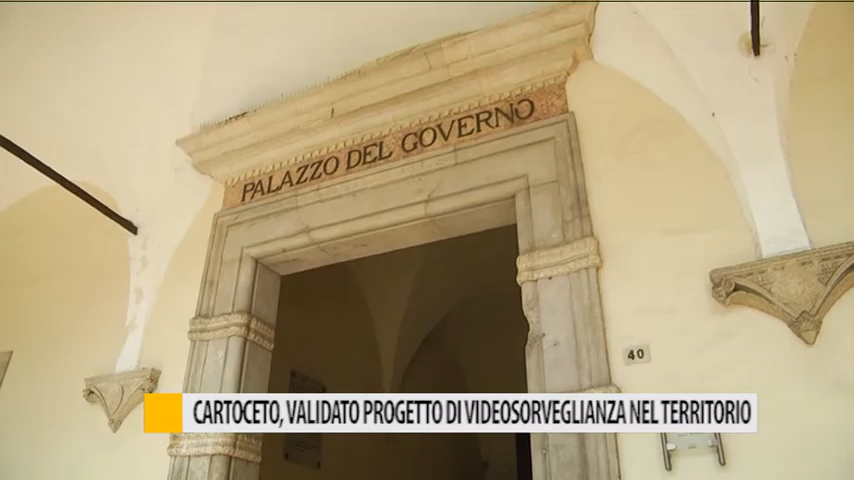 PALAZZO DEL GOVERNO
40
CARTOCETO, VALIDATO PROGETTO DI VIDEOSORVEGLIANZA NEL TERRITORIO